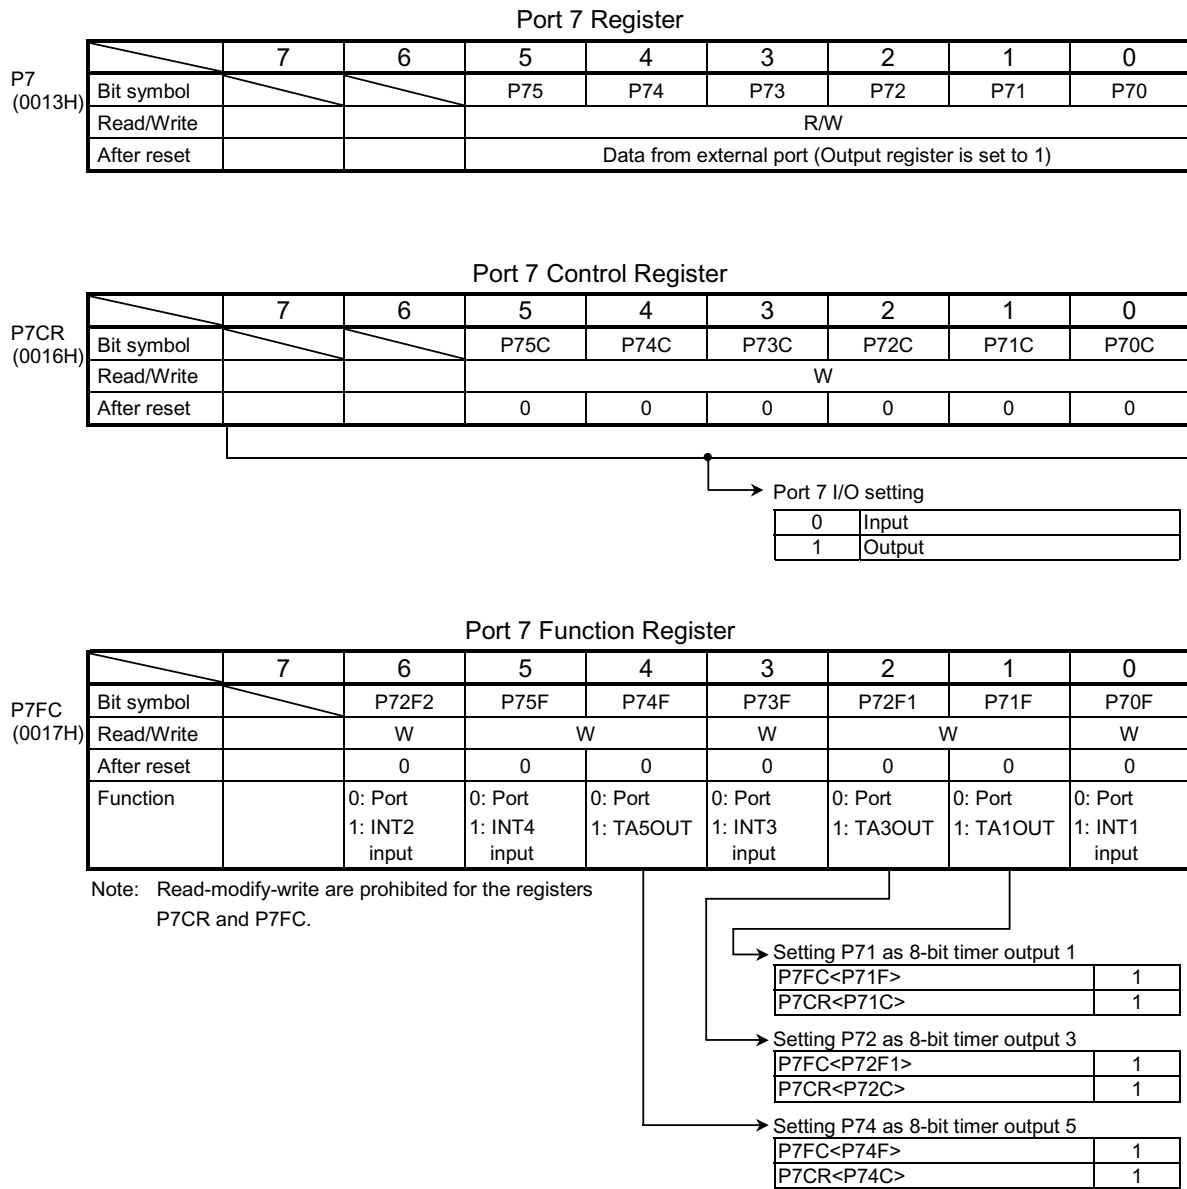 Port 7 Register
7 6 5 4 3 2 1 0
P7
(0013H)
Bit symbol P75 P74 P73 P72 P71 P70
Read/Write R/W
After reset Data from external port (Output register is set to 1)
Port 7 Control Register
7 6 5 4 3 2 1 0
P7CR
(0016H)
Bit symbol P75C P74C P73C P72C P71C P70C
Read/Write W
After reset 0 0 0 0 0 0
Port 7 I/O setting
0 Input
1 Output
Port 7 Function Register
7 6 5 4 3 2 1 0
P7FC
(0017H)
Bit symbol P72F2 P75F P74F P73F P72F1 P71F P70F
Read/Write W W W W W
After reset 0 0 0 0 0 0 0
Function 0: Port 0: Port 0: Port 0: Port 0: Port 0: Port 0: Port
1: INT2 1: INT4 1: TA5OUT 1: INT3 1: TA3OUT 1: TA1OUT 1: INT1
input input input input
Note: Read-modify-write are prohibited for the registers
P7CR and P7FC.
Setting P71 as 8-bit timer output 1
P7FC<P71F> 1
P7CR<P71C> 1
Setting P72 as 8-bit timer output 3
P7FC<P72F1> 1
P7CR<P72C> 1
Setting P74 as 8-bit timer output 5
P7FC<P74F> 1
P7CR<P74C> 1